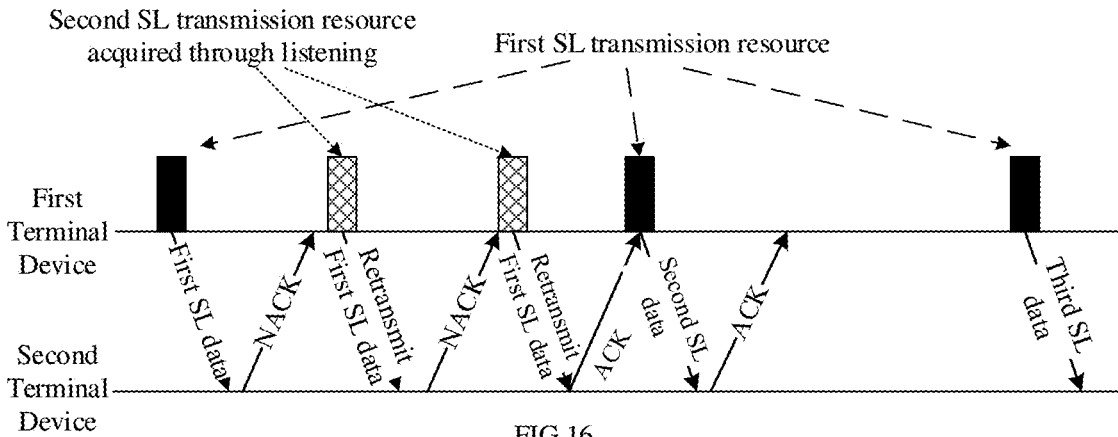 Second SL transmission resource
acquired through listening
First SL transmission resource
First
Terminal
Device
First SL data
NACK
Retransmit
First SL data
NACK
Retransmit
First SL data
ACK
Second SL
data
ACK
Third SL
data
Second
Terminal
Device
FIG.16